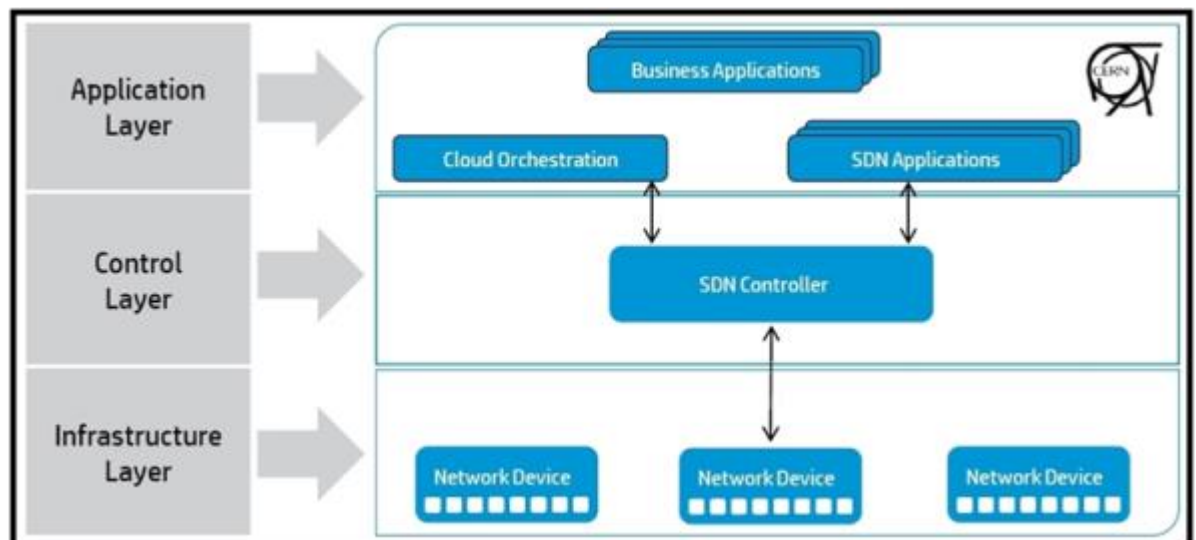 Application
Layer
Business Applications
CERN
Cloud Orchestration
SDN Applications
Control
Layer
SDN Controller
Infrastructure
Layer
Network Device
Network Device
Network Device